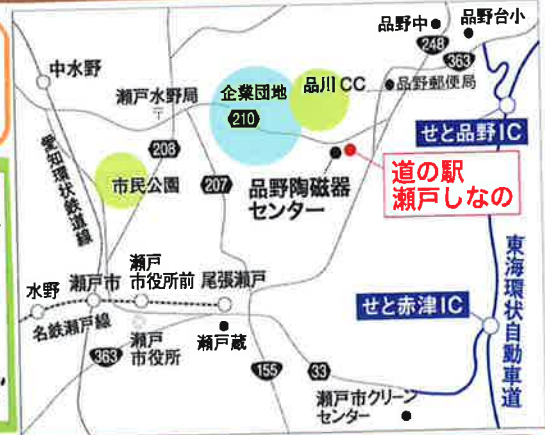 品野中
品野台小
248
363
中水野
瀬戸水野局
企業団地
品川CC
品野郵便局
210
せと品野IC
愛知環状鉄道線
208
市民公園
207
品野陶磁器
センター
道の駅
瀬戸しなの
水野
瀬戸市
瀬戸
市役所前
尾張瀬戸
東海環状自動車道
せと赤津IC
名鉄瀬戸線
363
瀬戸
市役所
瀬戸蔵
155
33
瀬戸市クリーン
センター